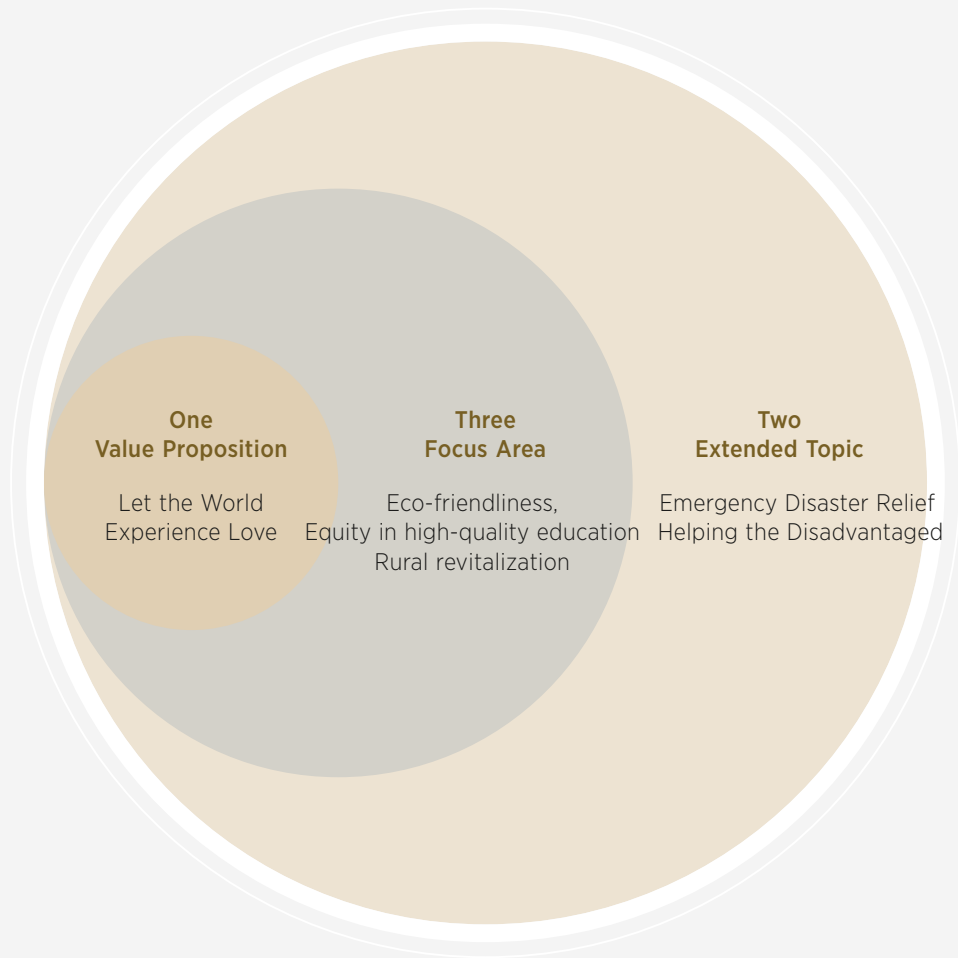 One
Value Proposition
Let the World
Experience Love
Three
Focus Area
Eco-friendliness,
Equity in high-quality education
Rural revitalization
Two
Extended Topic
Emergency Disaster Relief
Helping the Disadvantaged